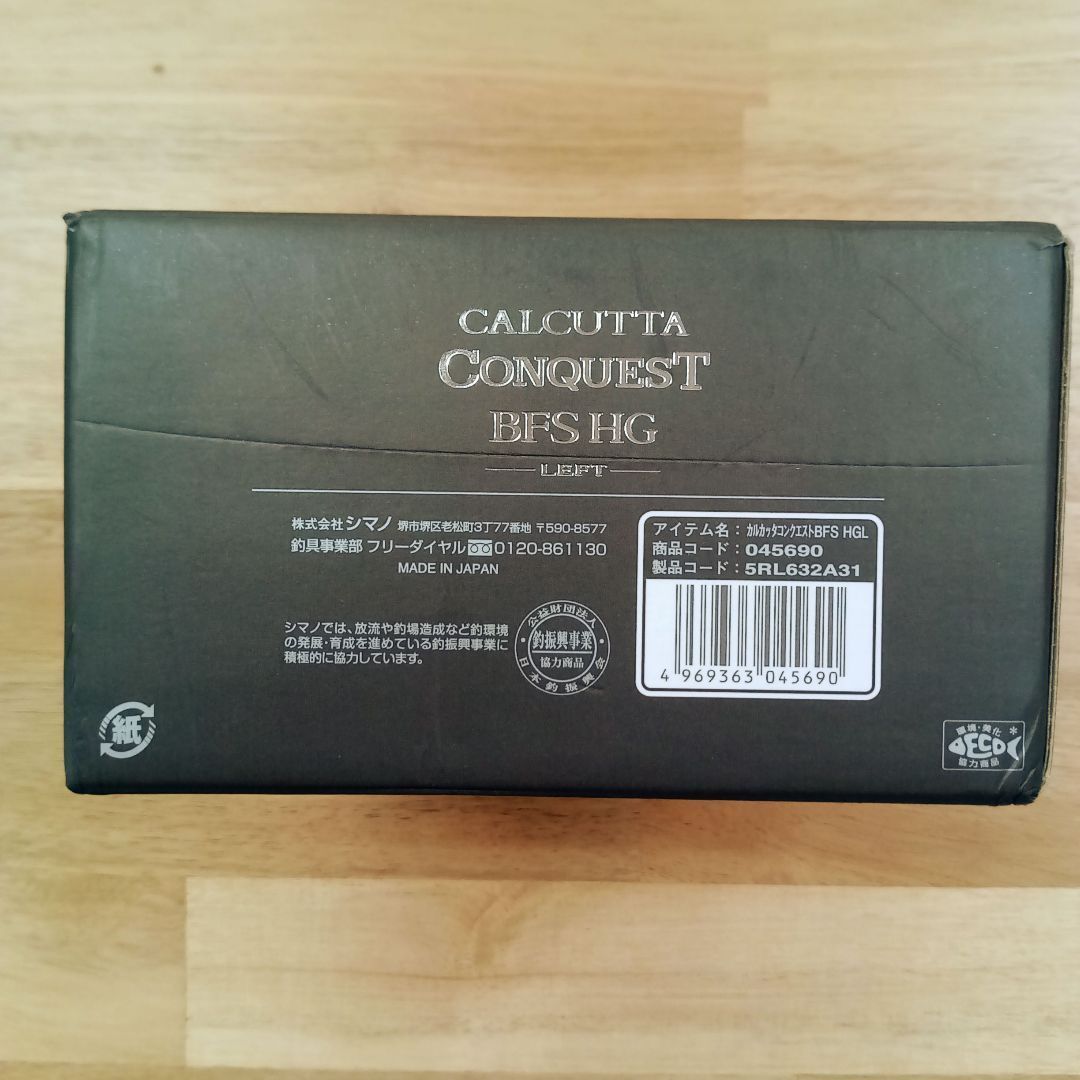 CALCUTTA
CONQUEST
BFS HG
LEFT
株式会社シマノ 堺市堺区老松町3丁77番地 〒590-8577
釣具事業部 フリーダイヤル 0120-861130
MADE IN JAPAN
シマノでは、放流や釣場造成など釣環境
の発展・育成を進めている釣振興事業に
積極的に協力しています。
公益財団法人
釣振興事業
協力商品
日本釣振興会
アイテム名：カルカッタコンクエストBFS HGL
商品コード：045690
製品コード：5RL632A31
4 969363 045690
紙
環境・美化
ECO
協力商品